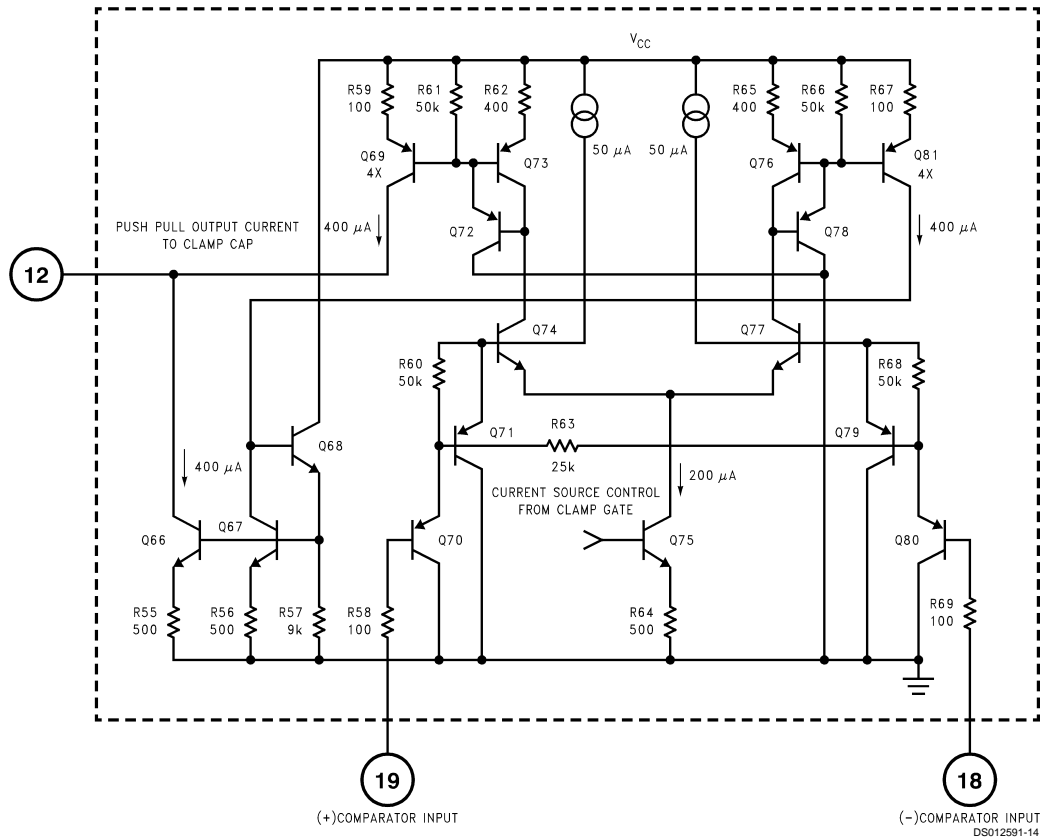 VCC
R59
100
R61
50k
R62
400
R65
400
R66
50k
R67
100
50 μA
50 μA
Q69
4X
Q73
Q76
Q81
4X
PUSH PULL OUTPUT CURRENT
TO CLAMP CAP
400 μA
Q72
Q78
400 μA
12
Q74
Q77
R60
50k
R68
50k
Q68
Q71
R63
25k
Q79
400 μA
CURRENT SOURCE CONTROL
FROM CLAMP GATE
200 μA
Q66
Q67
Q70
Q75
Q80
R55
500
R56
500
R57
9k
R58
100
R64
500
R69
100
19
18
(+)COMPARATOR INPUT
(-)COMPARATOR INPUT
DS012591-14